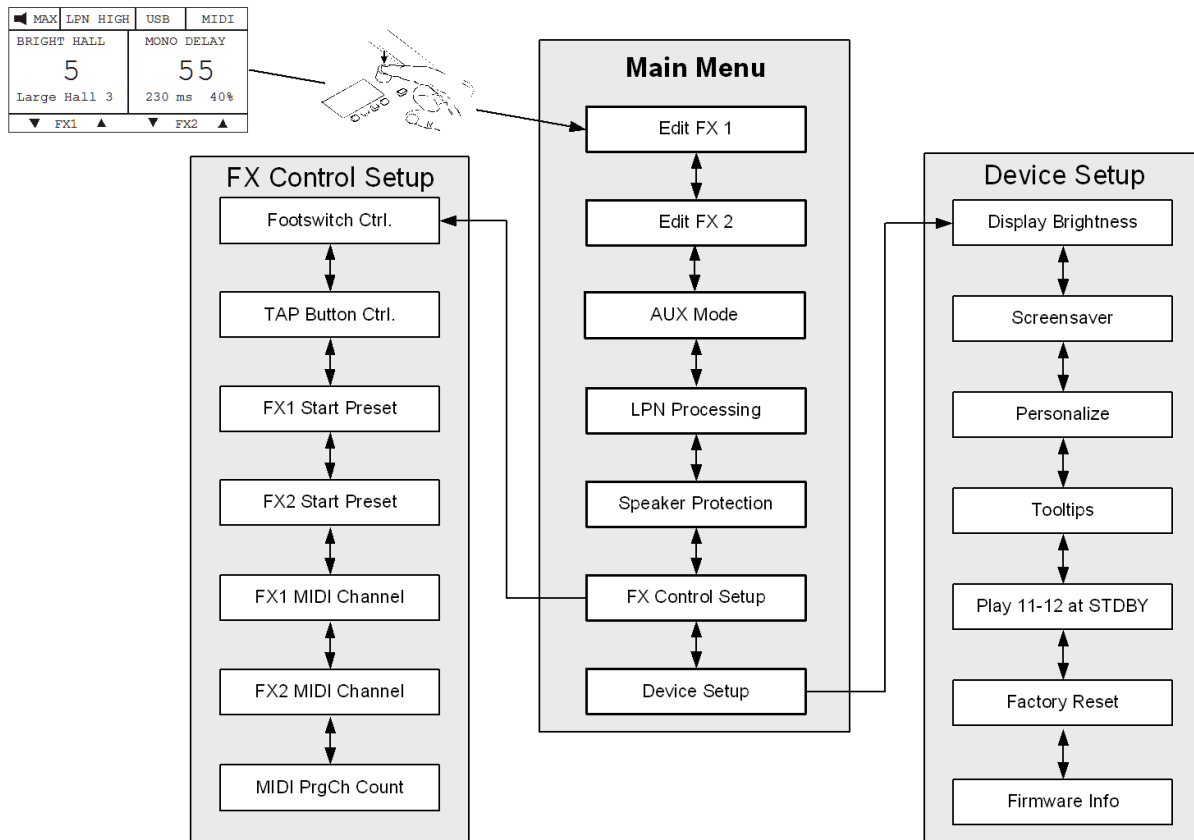 MAX LPN HIGH USB MIDI
BRIGHT HALL MONO DELAY
5 55
Large Hall 3 230 ms 40%
▼ FX1 ▲ ▼ FX2 ▲
Main Menu
Edit FX 1
Edit FX 2
AUX Mode
LPN Processing
Speaker Protection
FX Control Setup
Device Setup
FX Control Setup
Footswitch Ctrl.
TAP Button Ctrl.
FX1 Start Preset
FX2 Start Preset
FX1 MIDI Channel
FX2 MIDI Channel
MIDI PrgCh Count
Device Setup
Display Brightness
Screensaver
Personalize
Tooltips
Play 11-12 at STDBY
Factory Reset
Firmware Info